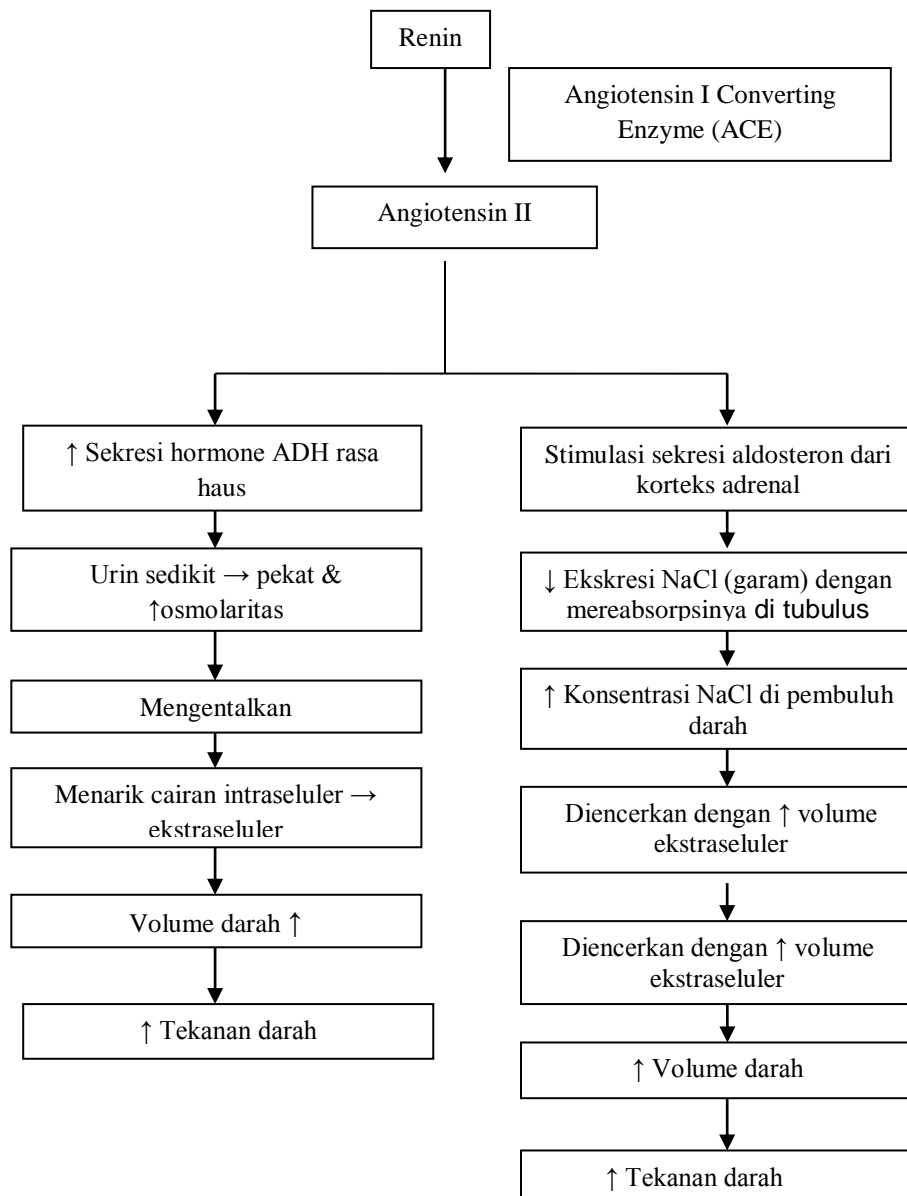 Renin
Angiotensin I Converting
Enzyme (ACE)
Angiotensin II
↑ Sekresi hormone ADH rasa
haus
Urin sedikit → pekat &
↑osmolaritas
Mengentalkan
Menarik cairan intraseluler →
ekstraseluler
Volume darah ↑
↑ Tekanan darah
Stimulasi sekresi aldosteron dari
korteks adrenal
↓ Ekskresi NaCl (garam) dengan
mereabsorpsinya di tubulus
↑ Konsentrasi NaCl di pembuluh
darah
Diencerkan dengan ↑ volume
ekstraseluler
Diencerkan dengan ↑ volume
ekstraseluler
↑ Volume darah
↑ Tekanan darah